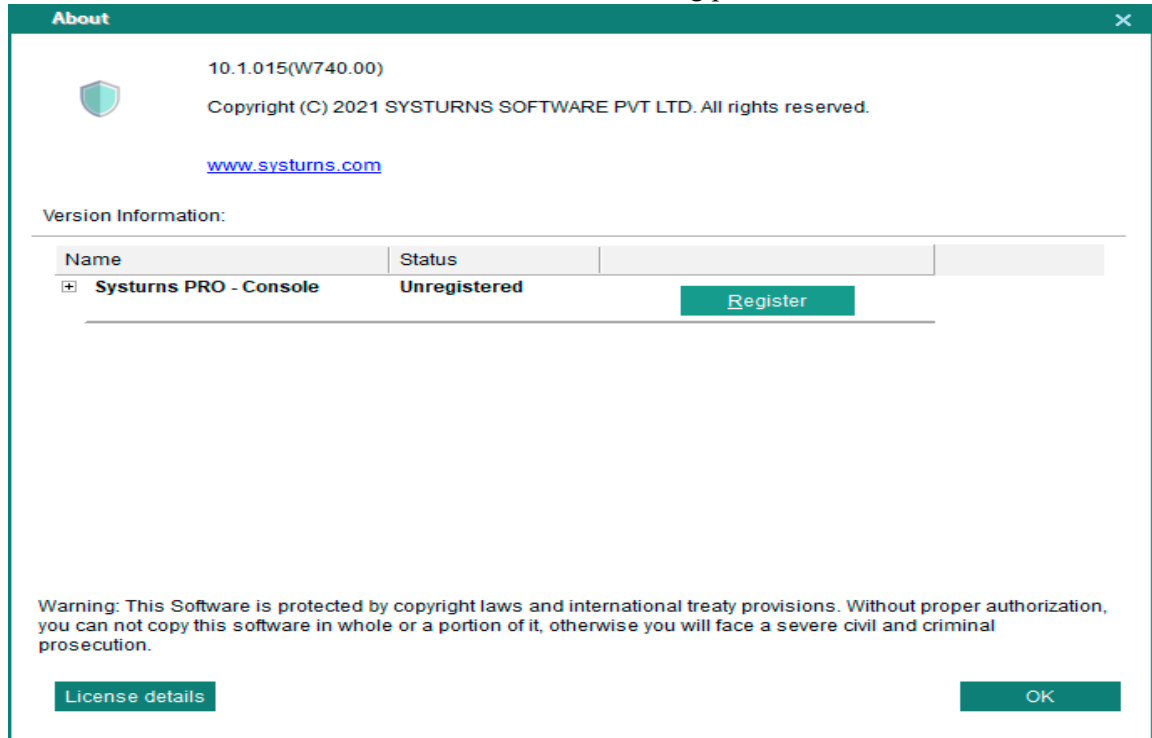 About
10.1.015(W740.00)
Copyright (C) 2021 SYSTURNS SOFTWARE PVT LTD. All rights reserved.
www.systurns.com
Version Information:
Name Status
Systurns PRO - Console Unregistered Register
Warning: This Software is protected by copyright laws and international treaty provisions. Without proper authorization,
you can not copy this software in whole or a portion of it, otherwise you will face a severe civil and criminal
prosecution.
License details OK